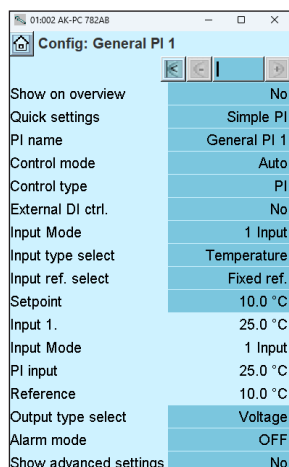 01:002 AK-PC 782AB
Config: General PI 1
Show on overview No
Quick settings Simple PI
PI name General PI 1
Control mode Auto
Control type PI
External DI ctrl. No
Input Mode 1 Input
Input type select Temperature
Input ref. select Fixed ref.
Setpoint 10.0 °C
Input 1. 25.0 °C
Input Mode 1 Input
PI input 25.0 °C
Reference 10.0 °C
Output type select Voltage
Alarm mode OFF
Show advanced settings No